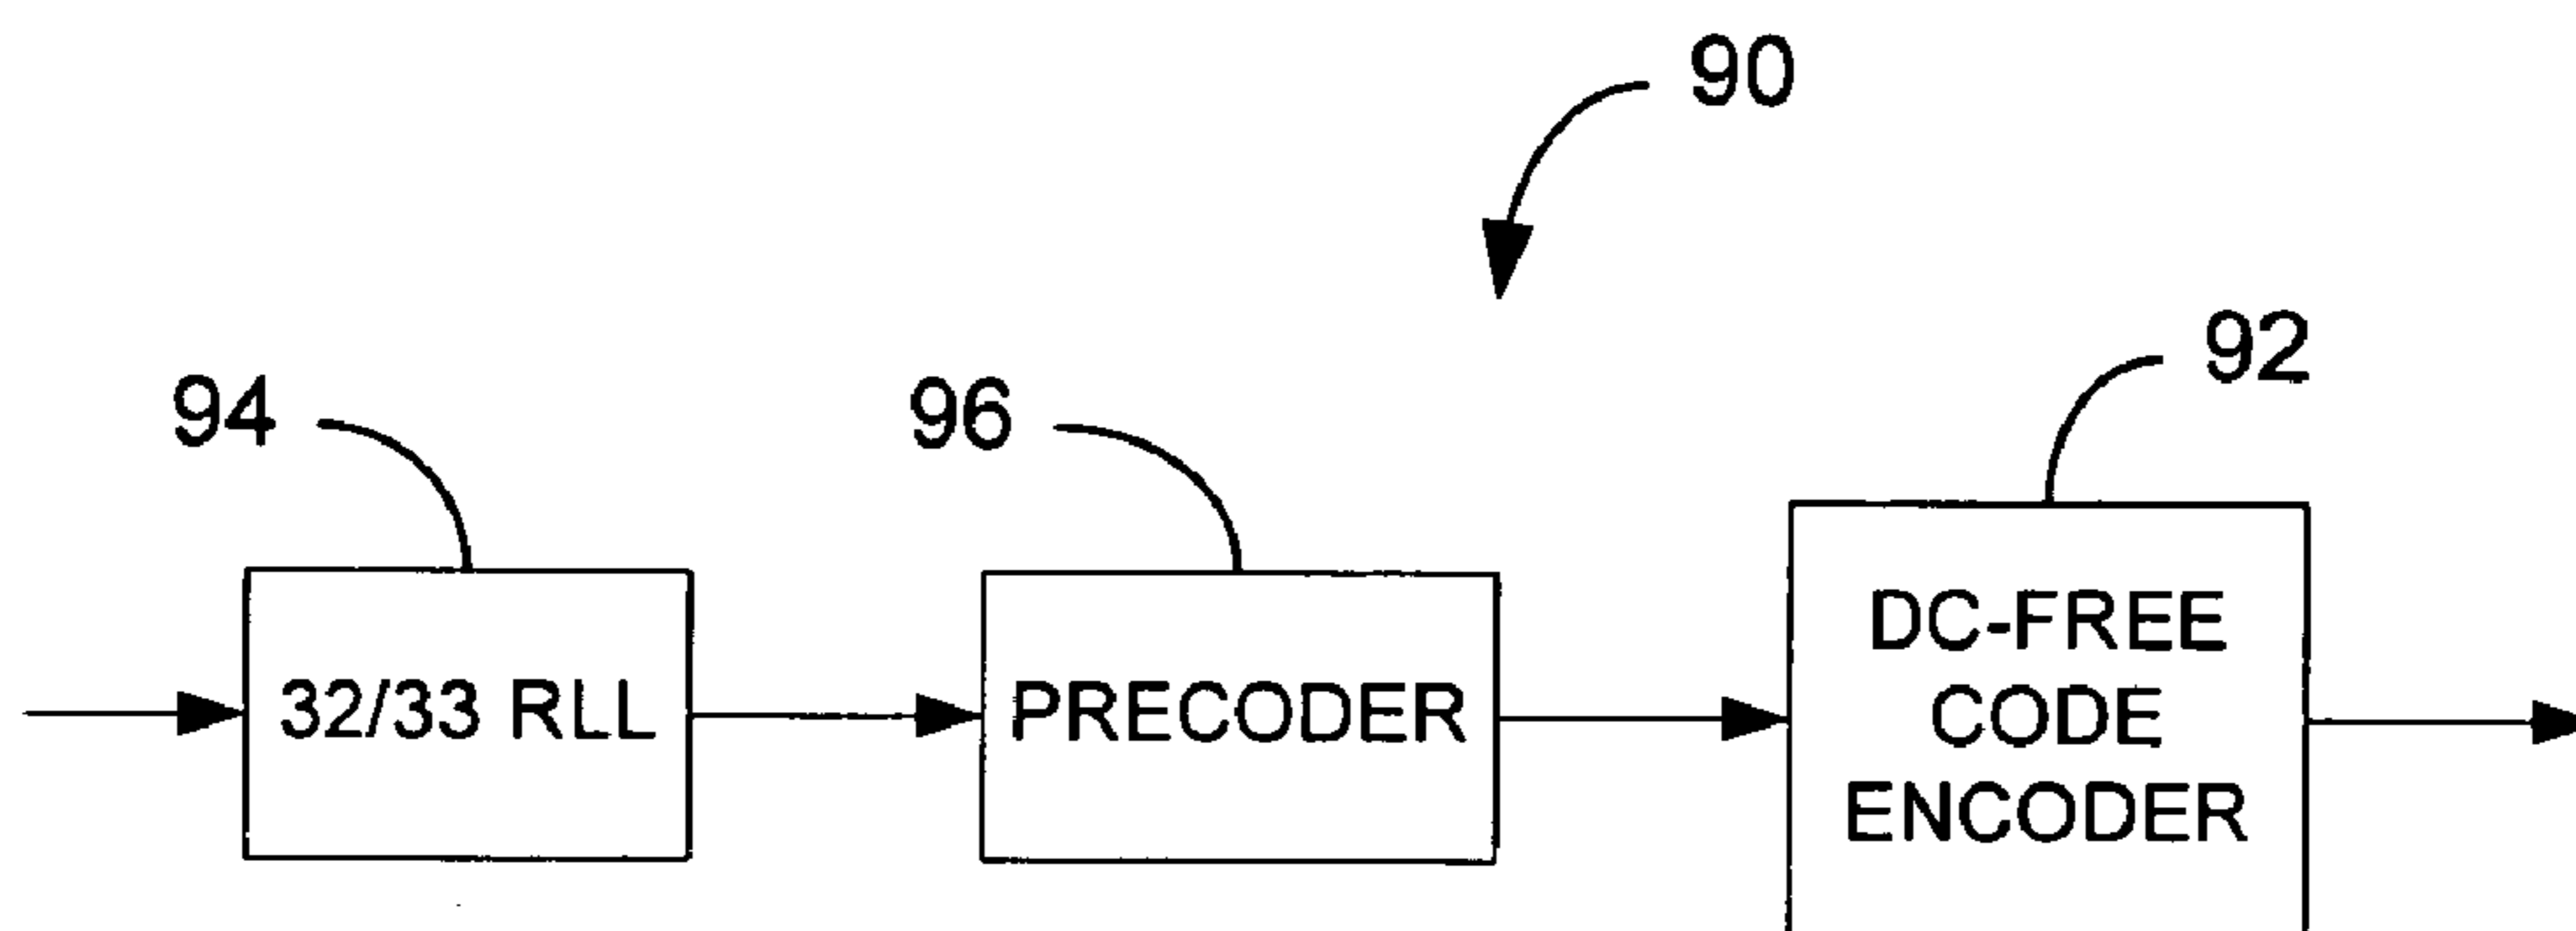 90
92
94
96
32/33 RLL
PRECODER
DC-FREE
CODE
ENCODER